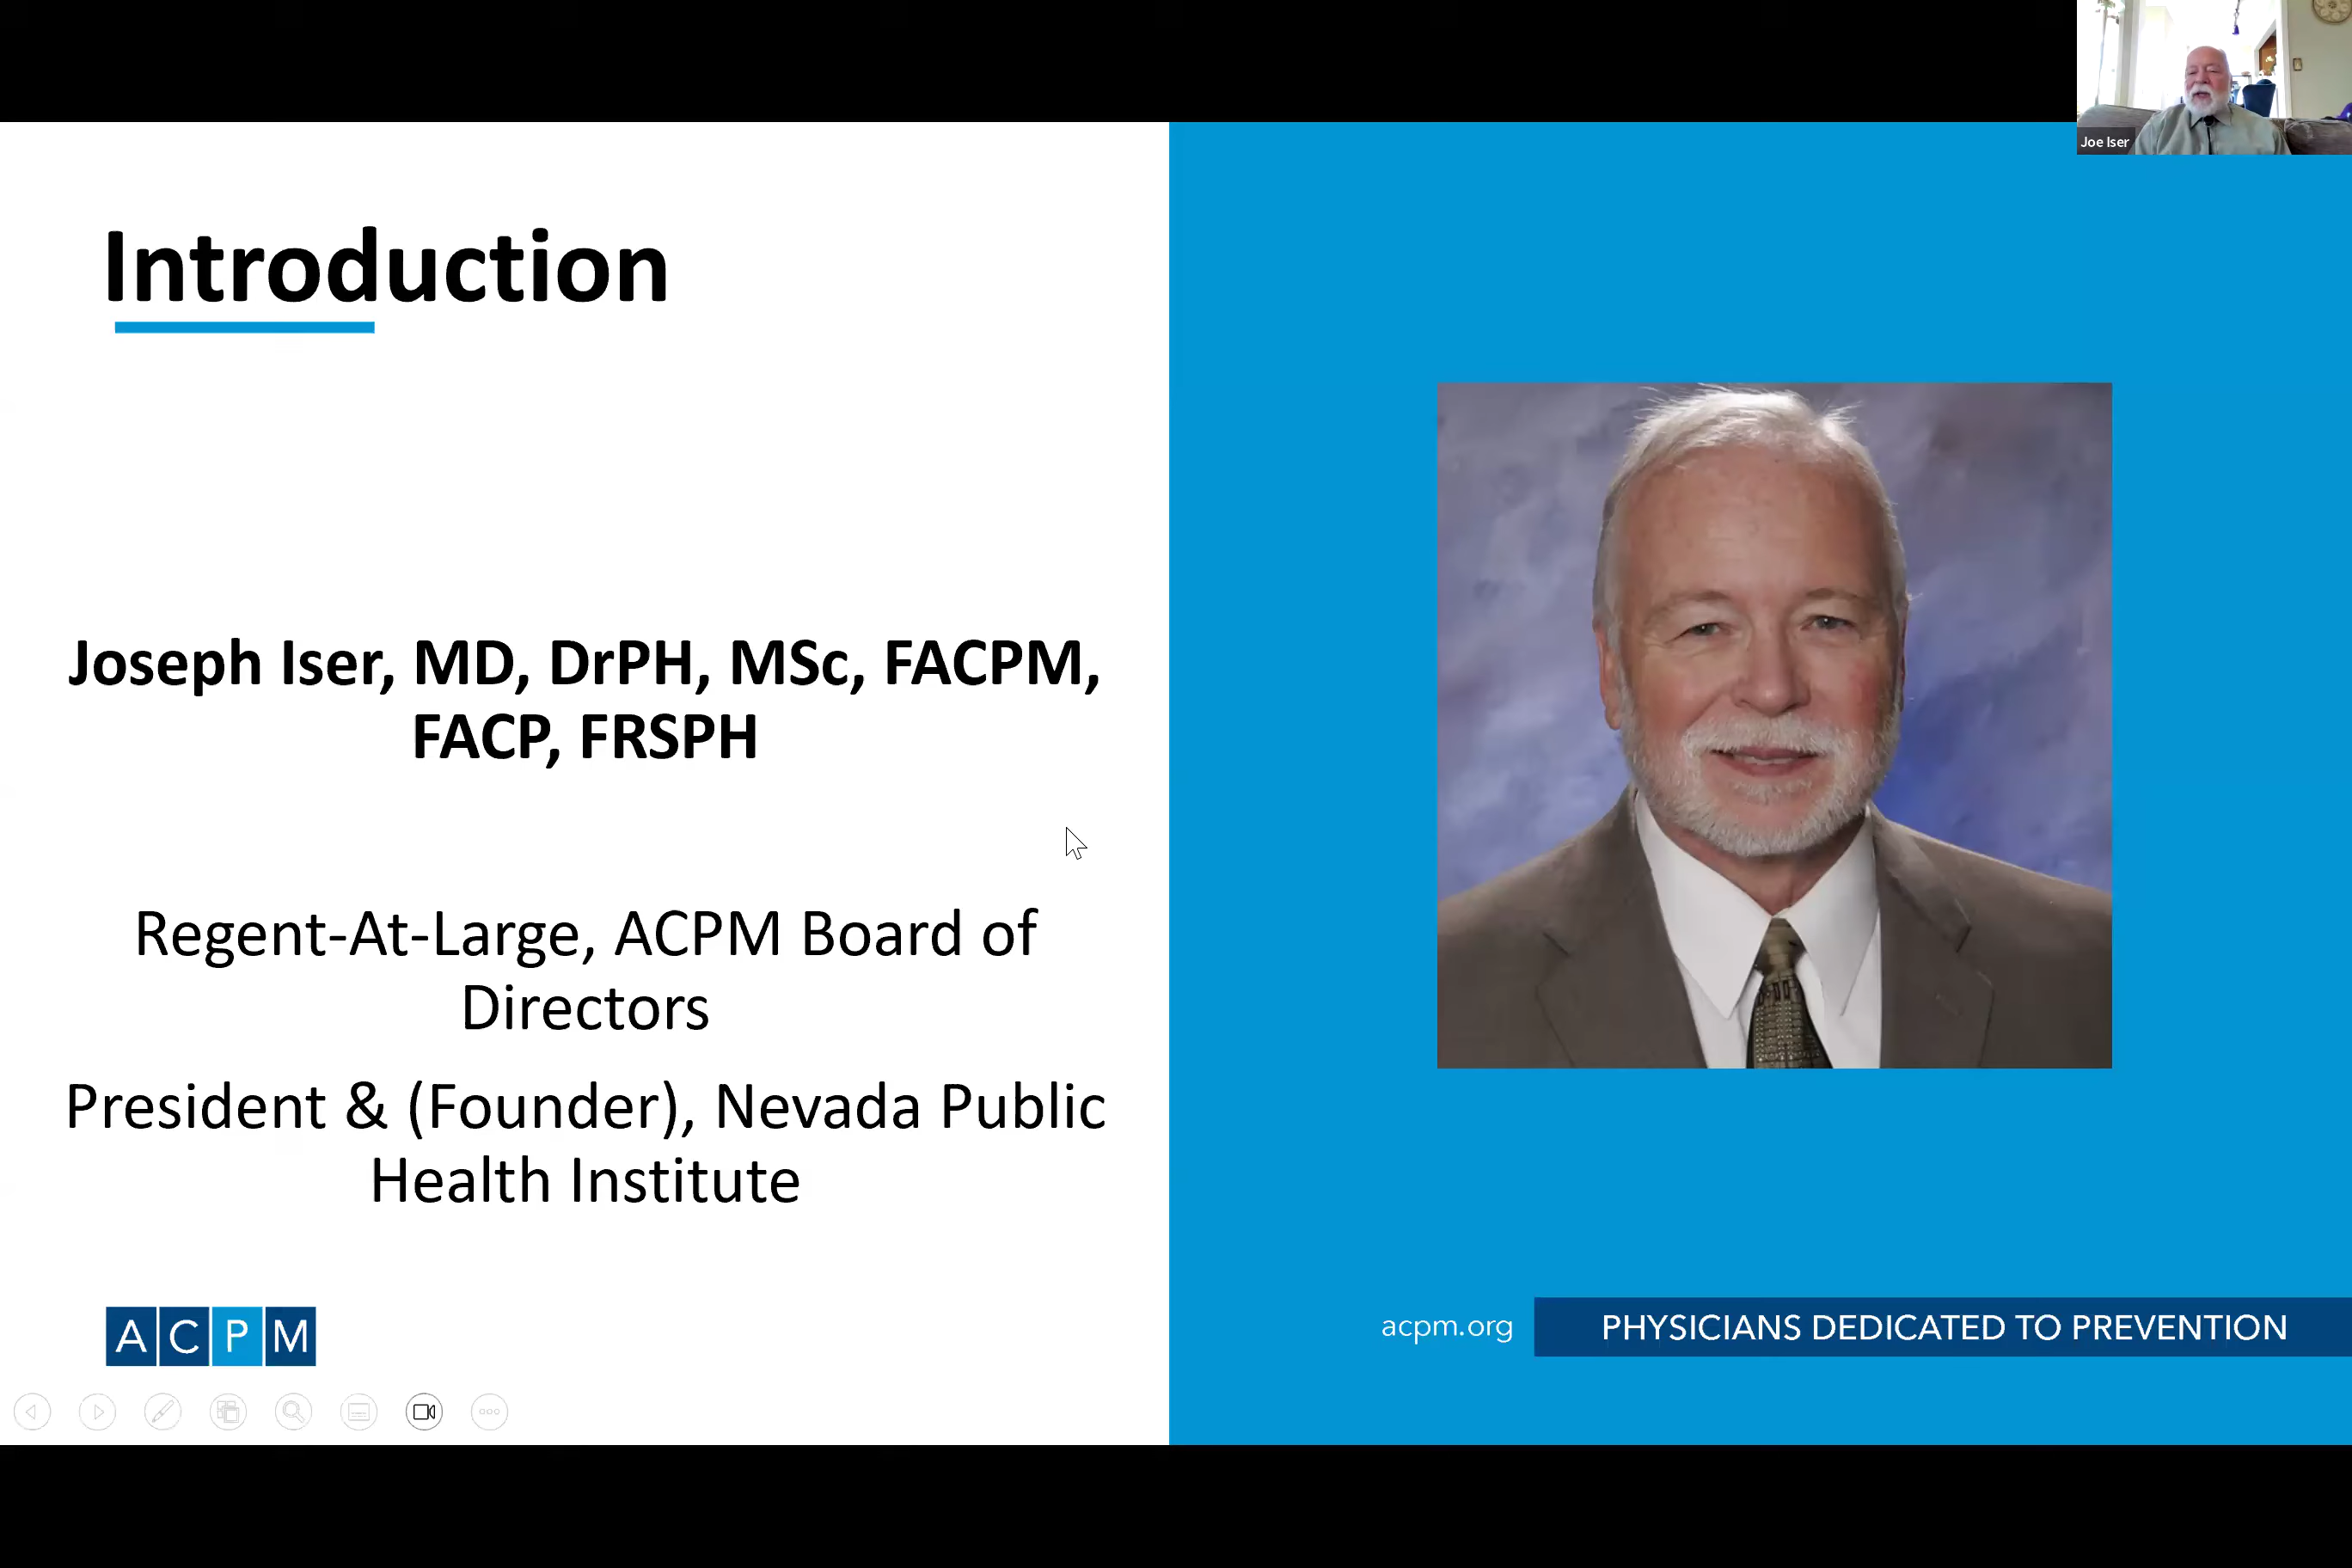 Joe Iser
Introduction
Joseph Iser, MD, DrPH, MSc, FACPM,
FACP, FRSPH
Regent-At-Large, ACPM Board of
Directors
President & (Founder), Nevada Public
Health Institute
ACPM
acpm.org
PHYSICIANS DEDICATED TO PREVENTION